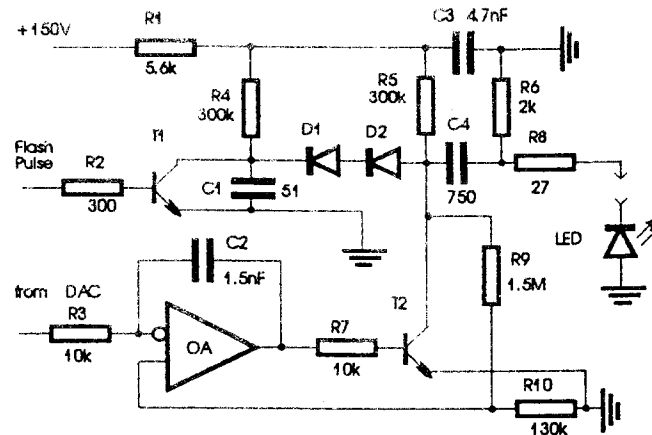 +150V
R1
5.6k
C3 4.7nF
R4
300k
R5
300k
R6
2k
T1
D1
D2
C4
R8
Flash
Pulse
R2
300
C1
51
750
27
LED
C2
1.5nF
R9
1.5M
from DAC
R3
10k
OA
R7
10k
T2
R10
130k